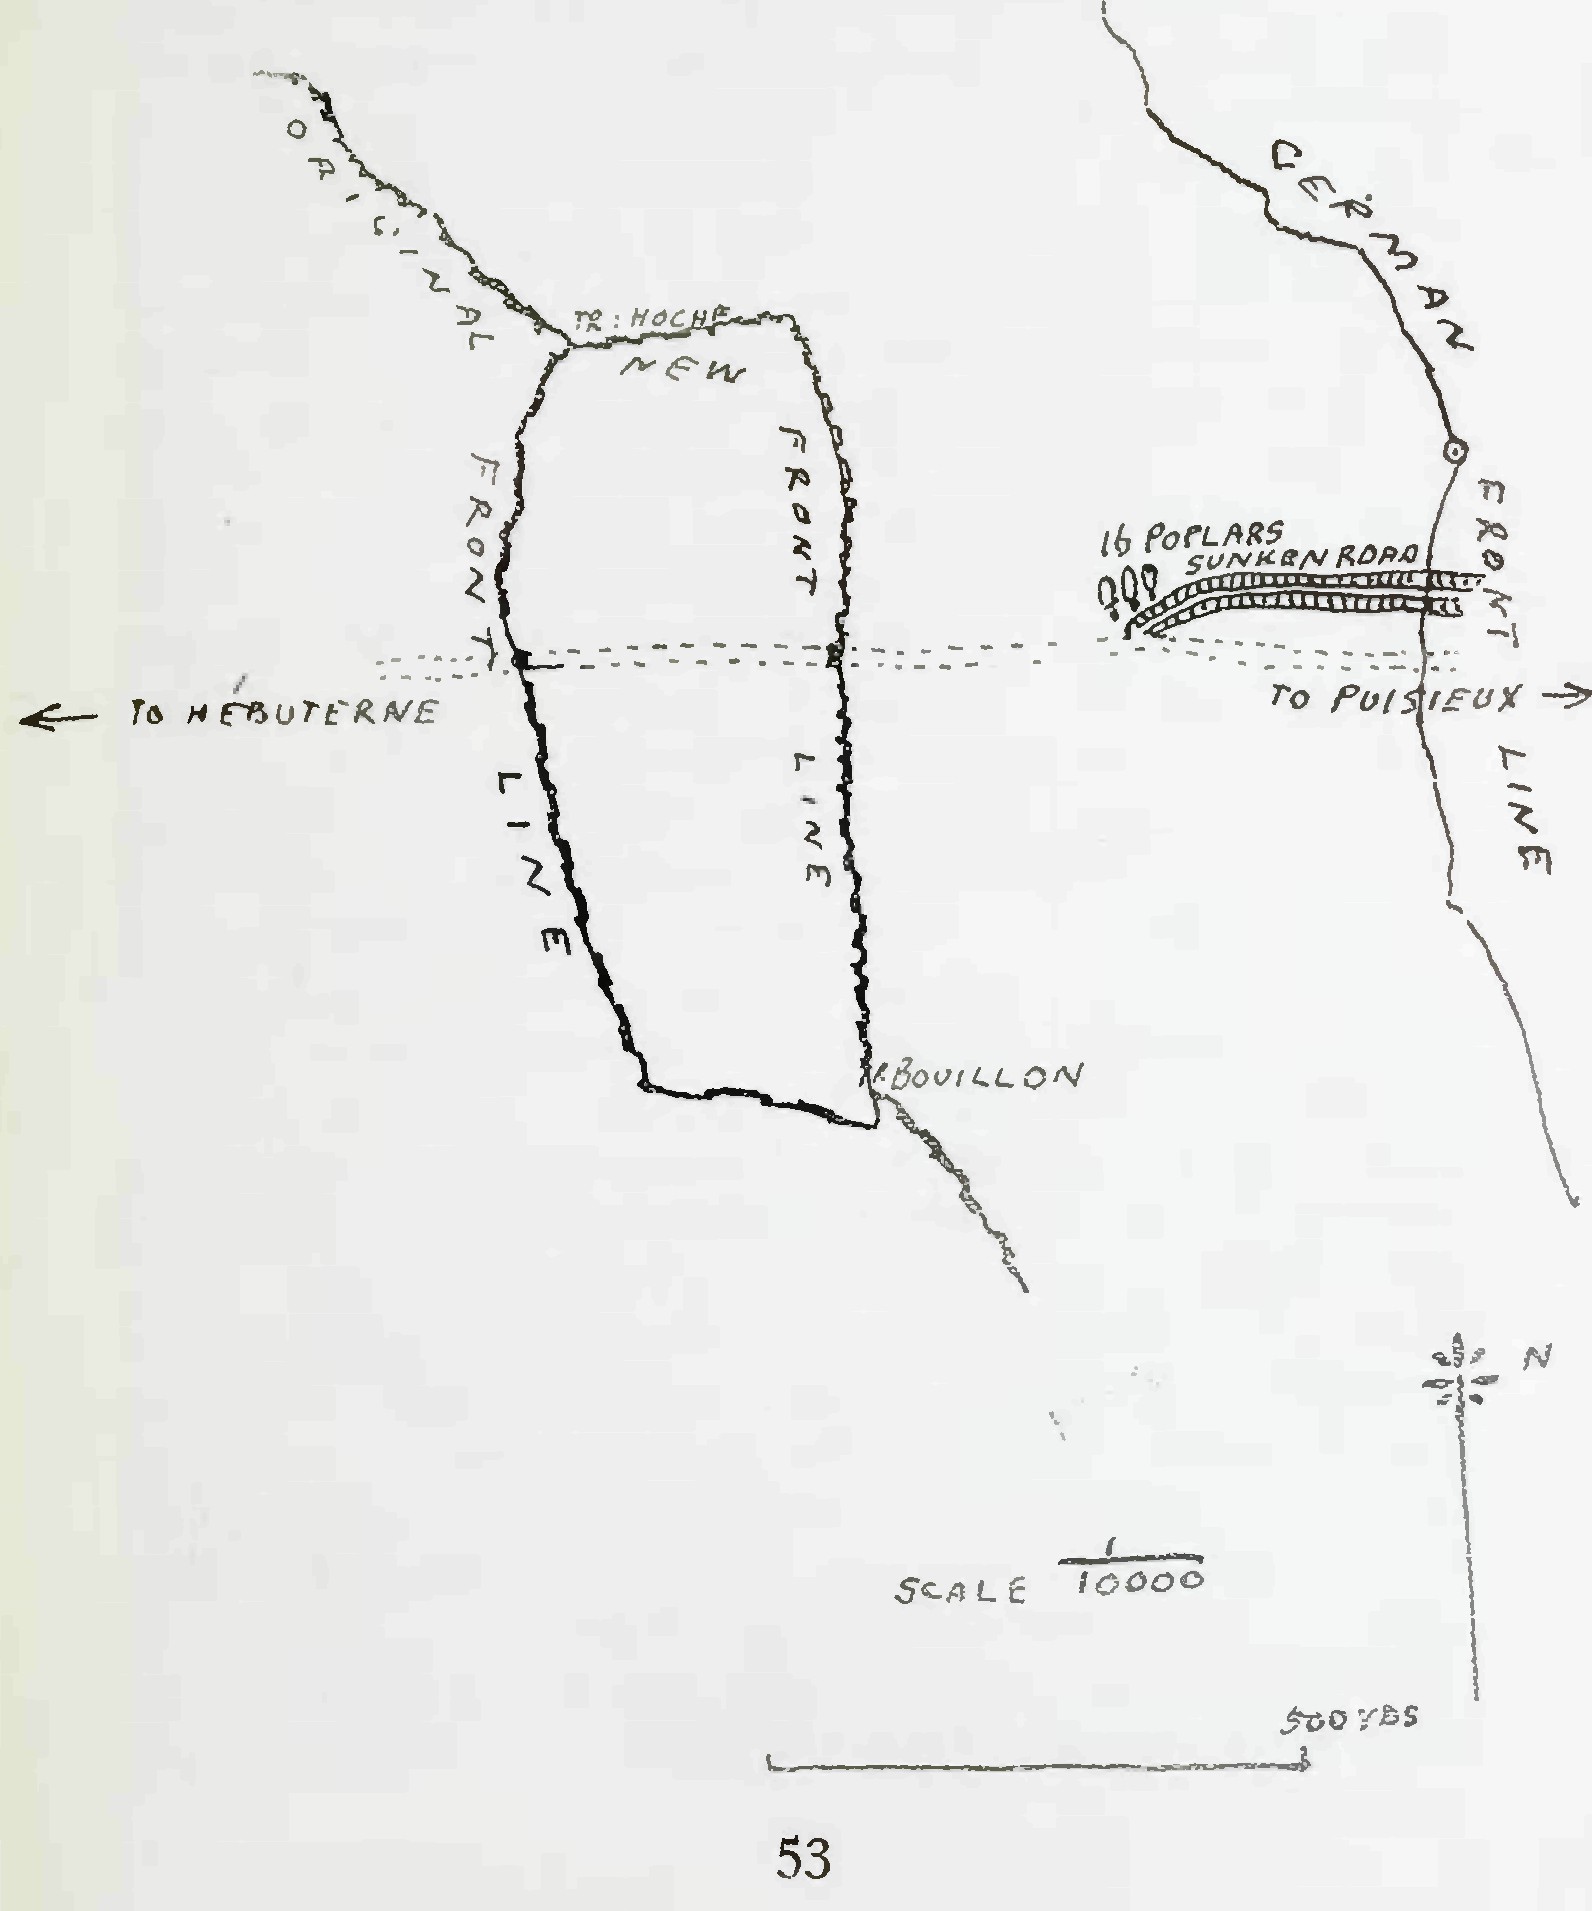 ORIGINAL FRONT LINE
TR: HOCHE
NEW FRONT LINE
GERMAN FRONT LINE
16 POPLARS
SUNKEN ROAD
TO HÉBUTERNE
TO PUISIEUX
BOUILLON
N
SCALE 1/10000
500 YDS
53